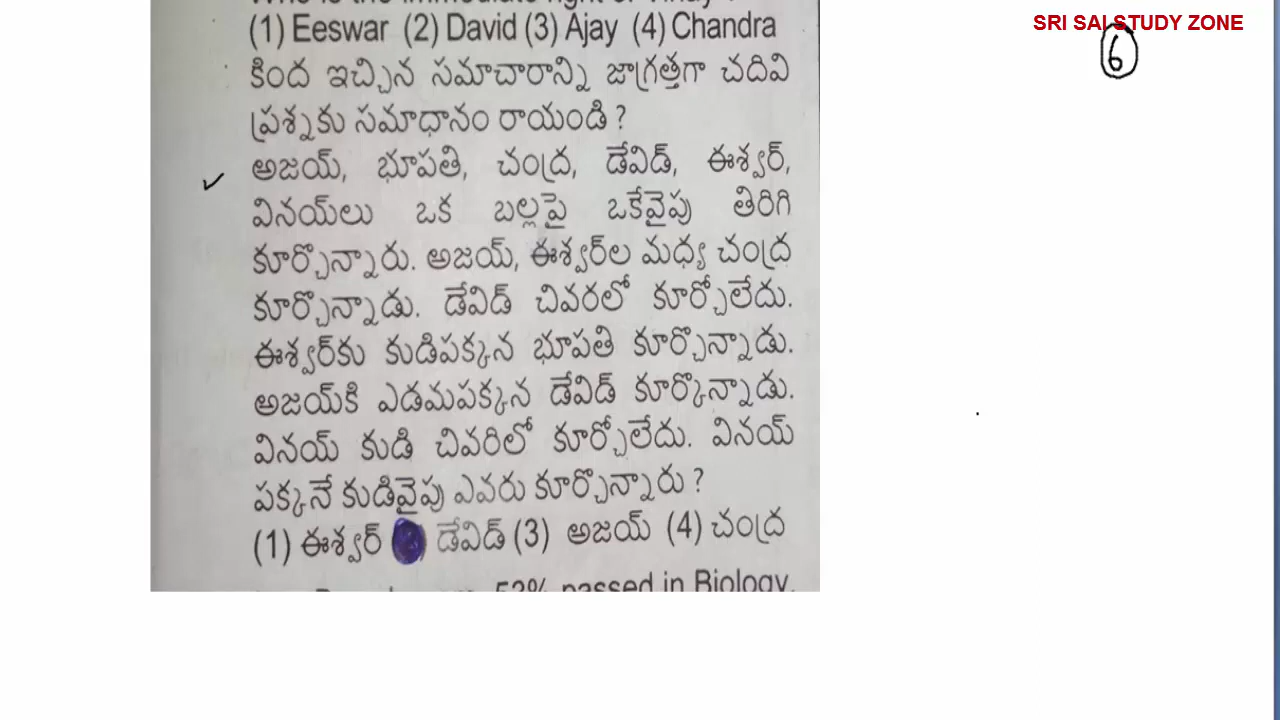 SRI SAI STUDY ZONE
6
(1) Eeswar (2) David (3) Ajay (4) Chandra
కింద ఇచ్చిన సమాచారాన్ని జాగ్రత్తగా చదివి
ప్రశ్నకు సమాధానం రాయండి ?
అజయ్, భూపతి, చంద్ర, డేవిడ్, ఈశ్వర్,
వినయ్‌లు ఒక బల్లపై ఒకేవైపు తిరిగి
కూర్చొన్నారు. అజయ్, ఈశ్వర్‌ల మధ్య చంద్ర
కూర్చొన్నాడు. డేవిడ్ చివరలో కూర్చోలేదు.
ఈశ్వర్‌కు కుడిపక్కన భూపతి కూర్చొన్నాడు.
అజయ్‌కి ఎడమపక్కన డేవిడ్ కూర్కొన్నాడు.
వినయ్ కుడి చివరిలో కూర్చోలేదు. వినయ్
పక్కనే కుడివైపు ఎవరు కూర్చొన్నారు ?
(1) ఈశ్వర్ డేవిడ్ (3) అజయ్ (4) చంద్ర
52% passed in Biology,